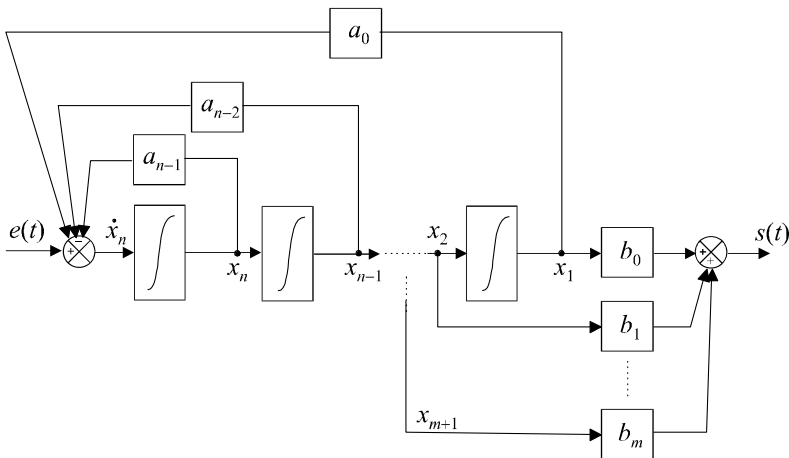 a₀
aₙ₋₂
aₙ₋₁
e(t)
+
−
ẋₙ
xₙ
xₙ₋₁
x₂
x₁
b₀
+
+
s(t)
b₁
xₘ₊₁
bₘ